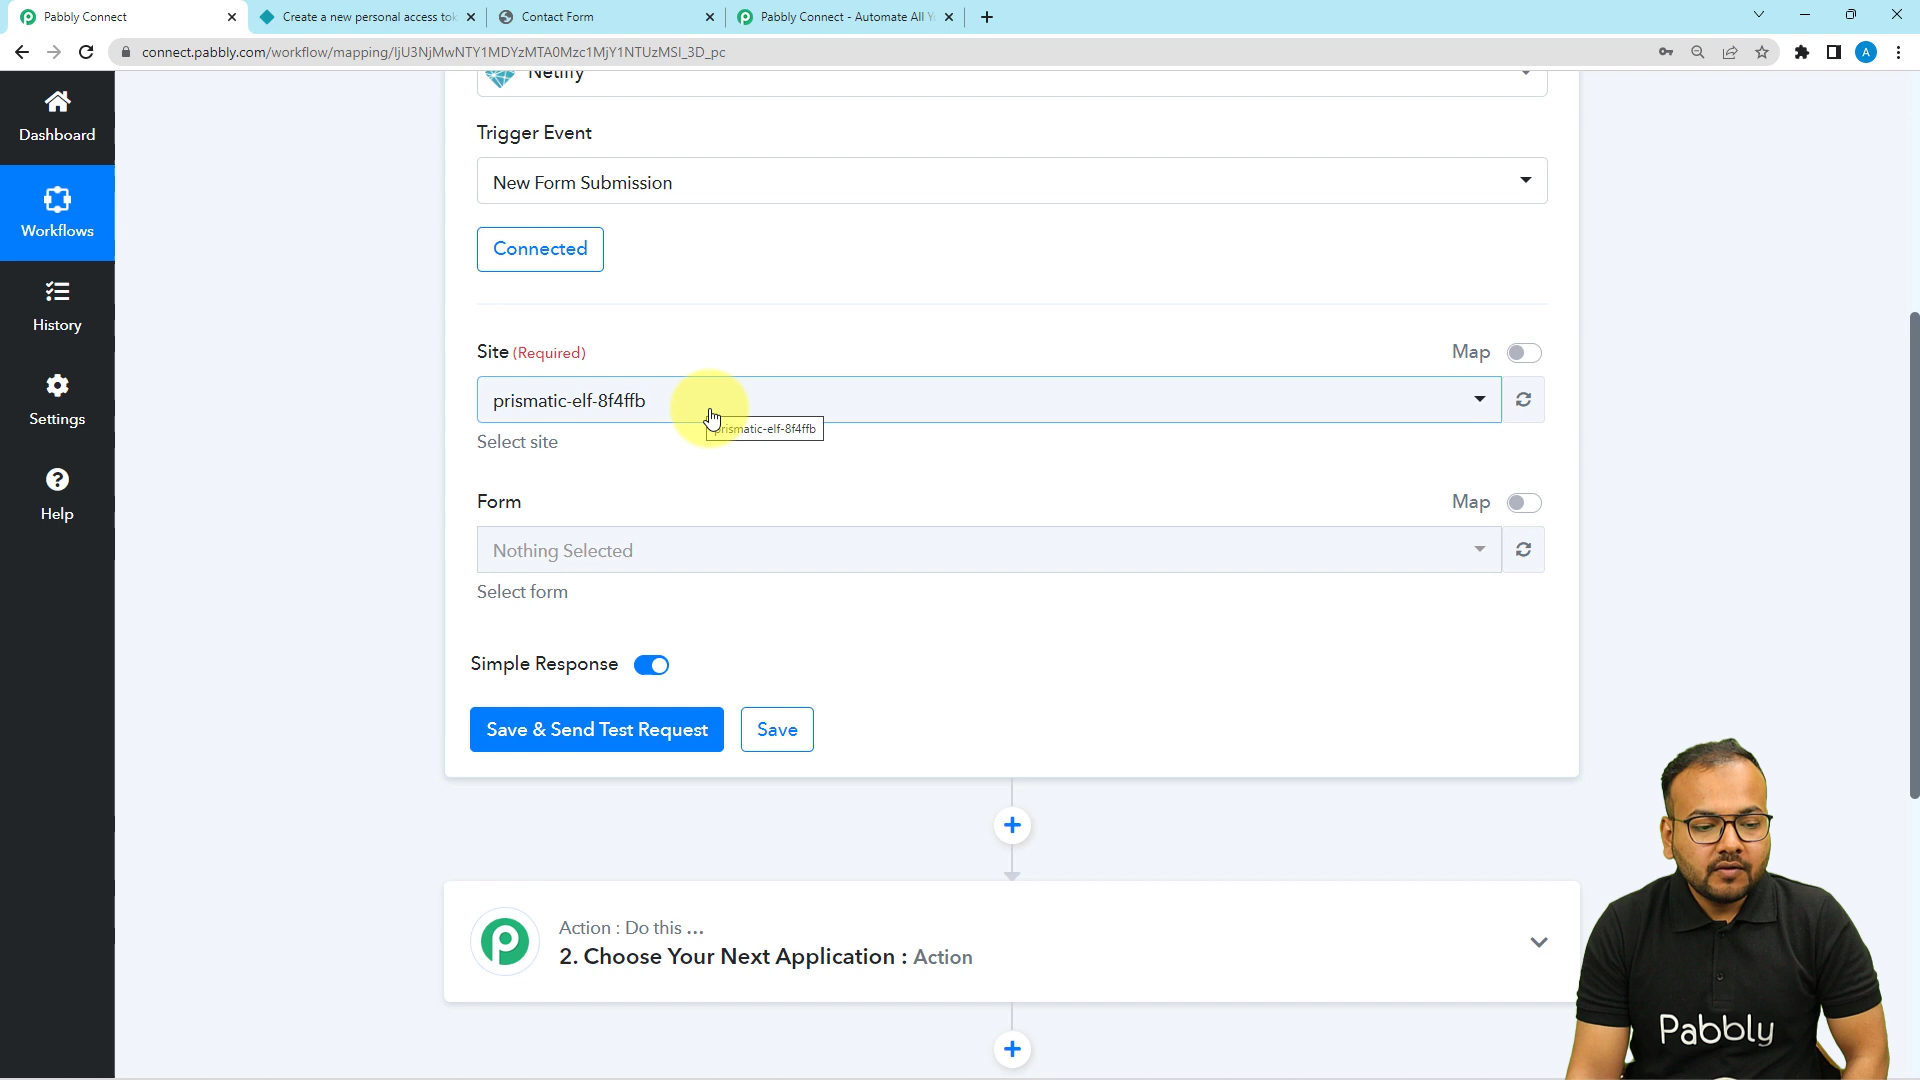 Pabbly Connect
Create a new personal access tok
Contact Form
Pabbly Connect - Automate All Y
connect.pabbly.com/workflow/mapping/IjU3NjMwNTY1MDYzMTA0Mzc1MjY1NTUzMSI_3D_pc
A
Dashboard
Workflows
History
Settings
Help
Netlify
Trigger Event
New Form Submission
Connected
Site (Required)
Map
prismatic-elf-8f4ffb
prismatic-elf-8f4ffb
Select site
Form
Map
Nothing Selected
Select form
Simple Response
Save & Send Test Request
Save
Action : Do this ...
2. Choose Your Next Application : Action
Pabbly